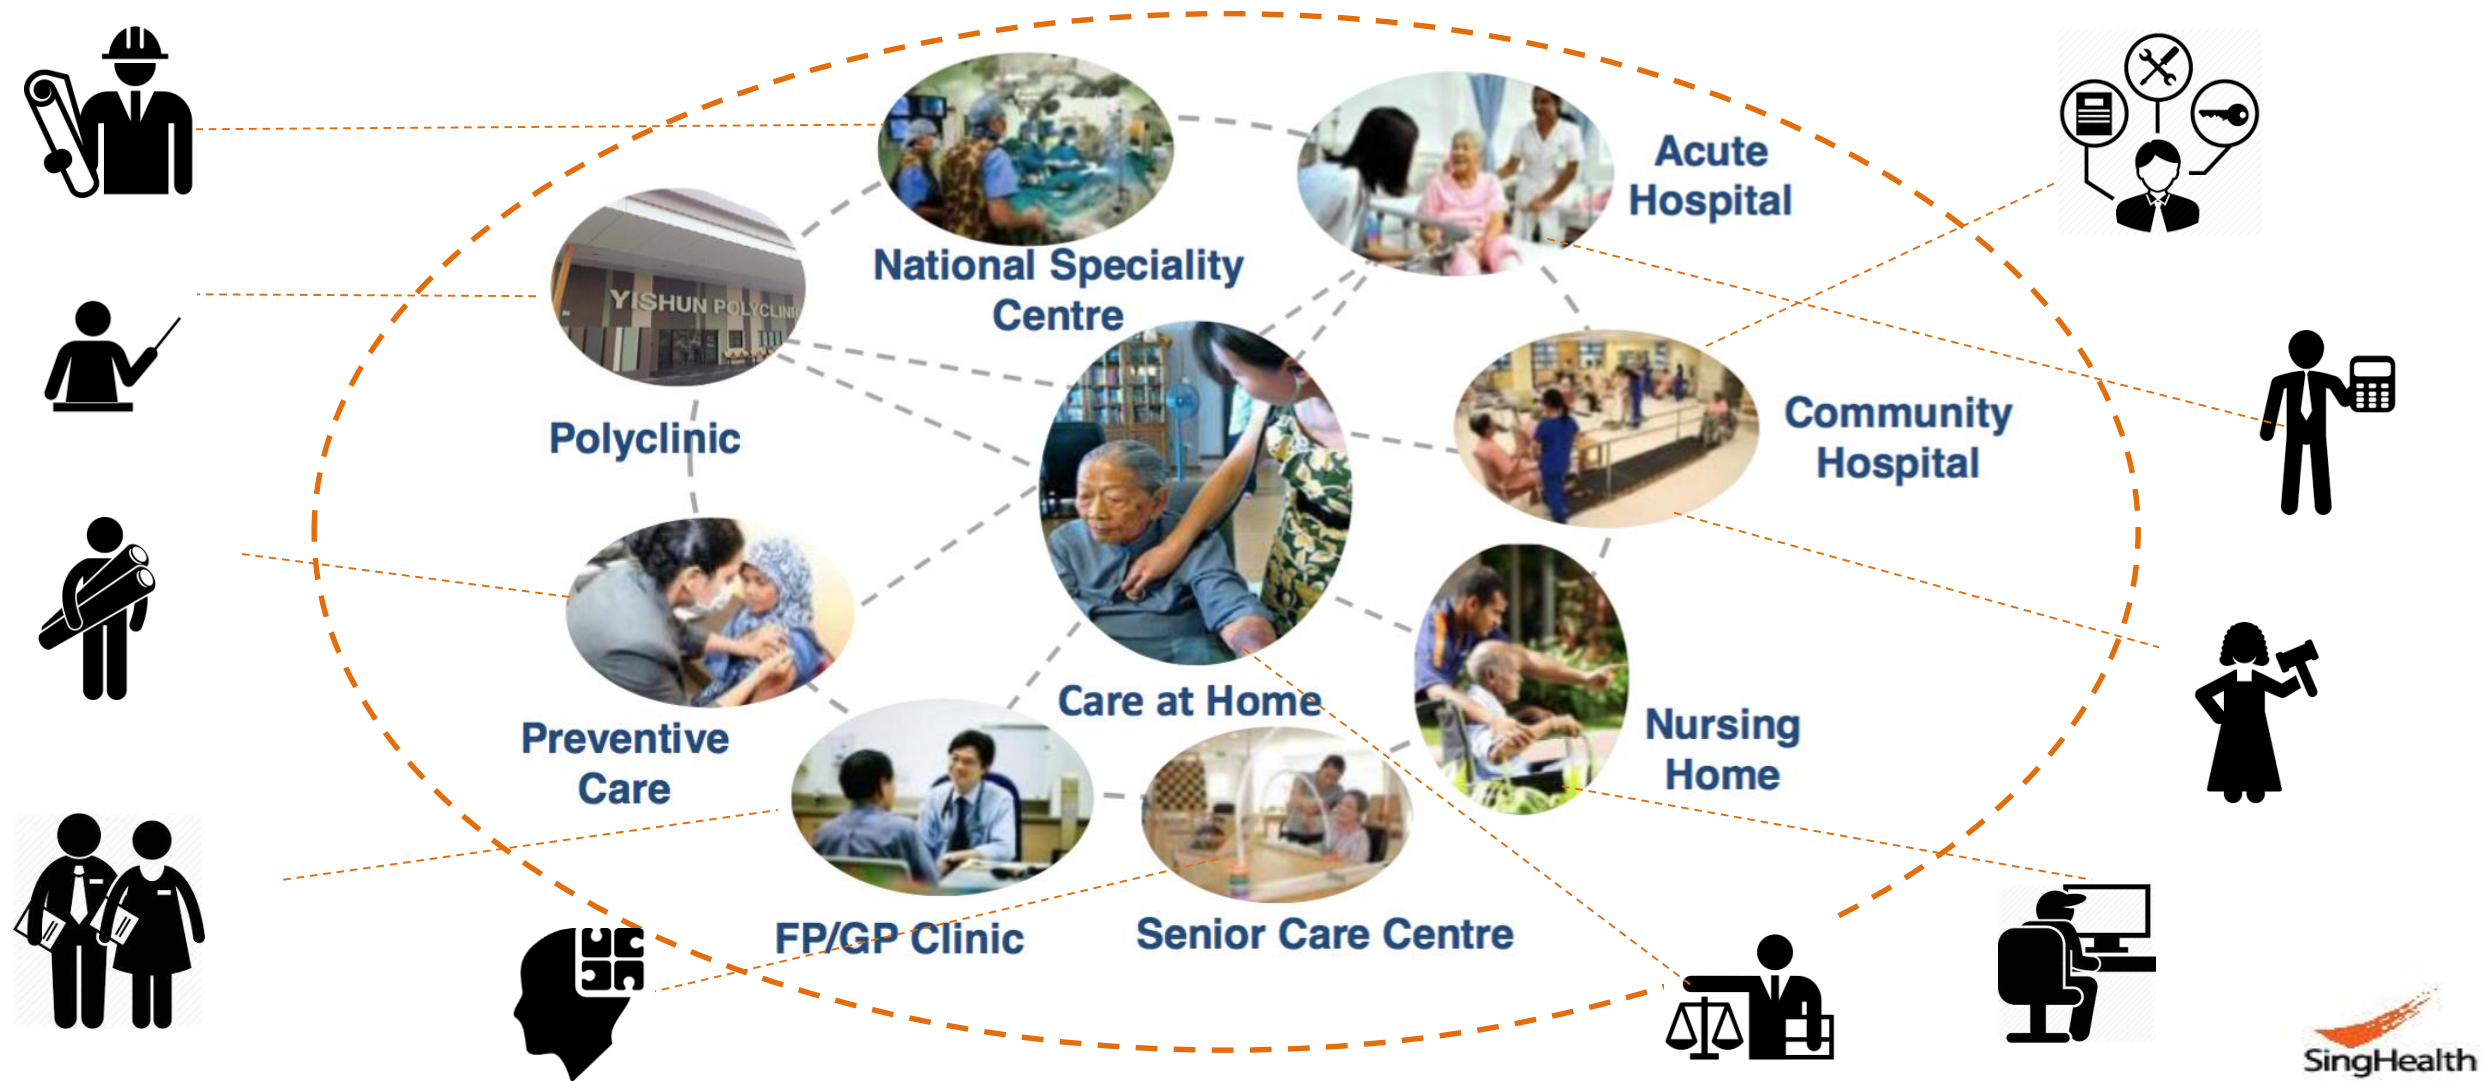 National Speciality
Centre
Acute
Hospital
YISHUN POLYCLINIC
Polyclinic
Community
Hospital
Care at Home
Preventive
Care
Nursing
Home
FP/GP Clinic
Senior Care Centre
SingHealth